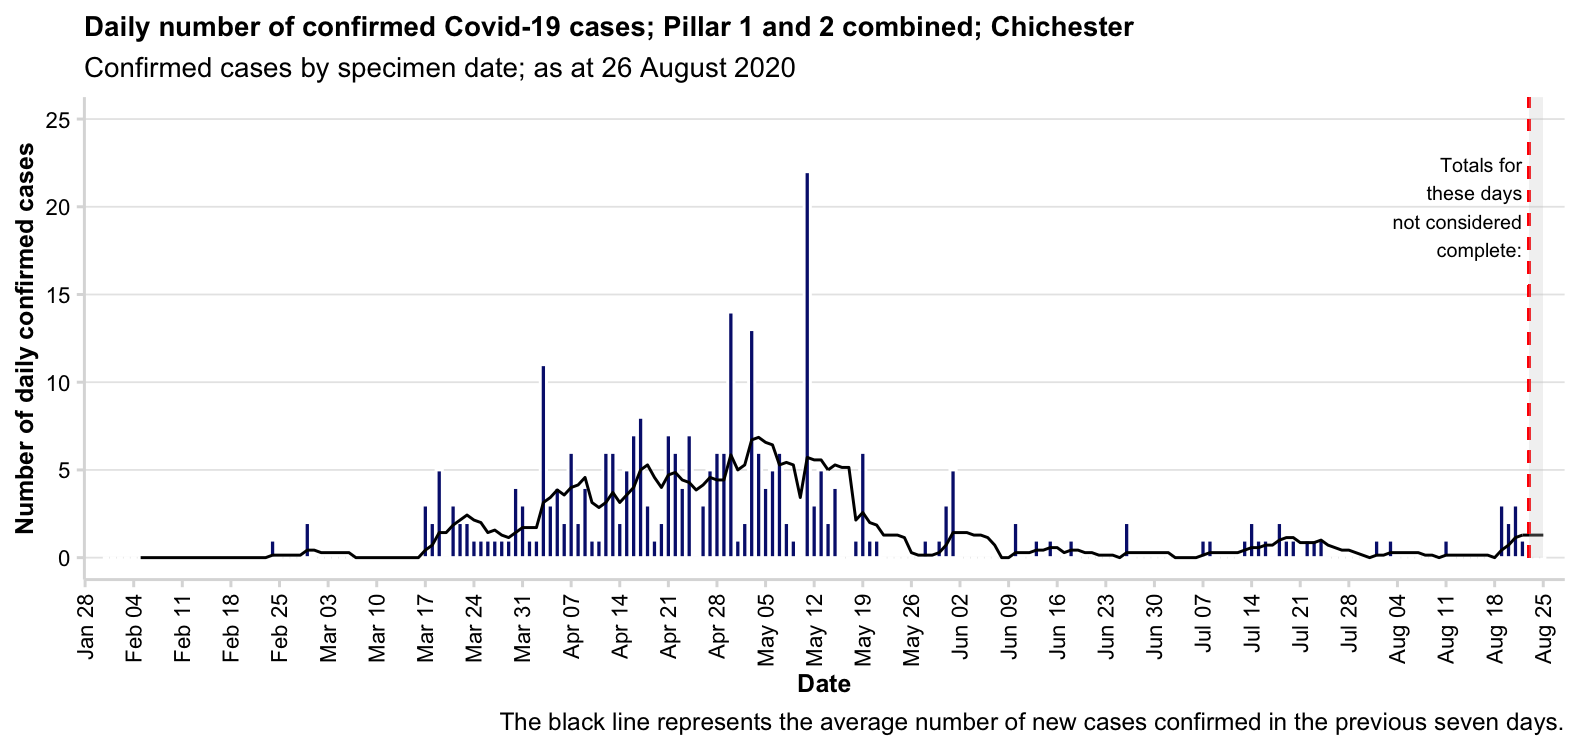 Daily number of confirmed Covid-19 cases; Pillar 1 and 2 combined; Chichester
Confirmed cases by specimen date; as at 26 August 2020
Number of daily confirmed cases
25
20
15
10
5
0
Totals for
these days
not considered
complete:
Jan 28
Feb 04
Feb 11
Feb 18
Feb 25
Mar 03
Mar 10
Mar 17
Mar 24
Mar 31
Apr 07
Apr 14
Apr 21
Apr 28
May 05
May 12
May 19
May 26
Jun 02
Jun 09
Jun 16
Jun 23
Jun 30
Jul 07
Jul 14
Jul 21
Jul 28
Aug 04
Aug 11
Aug 18
Aug 25
Date
The black line represents the average number of new cases confirmed in the previous seven days.